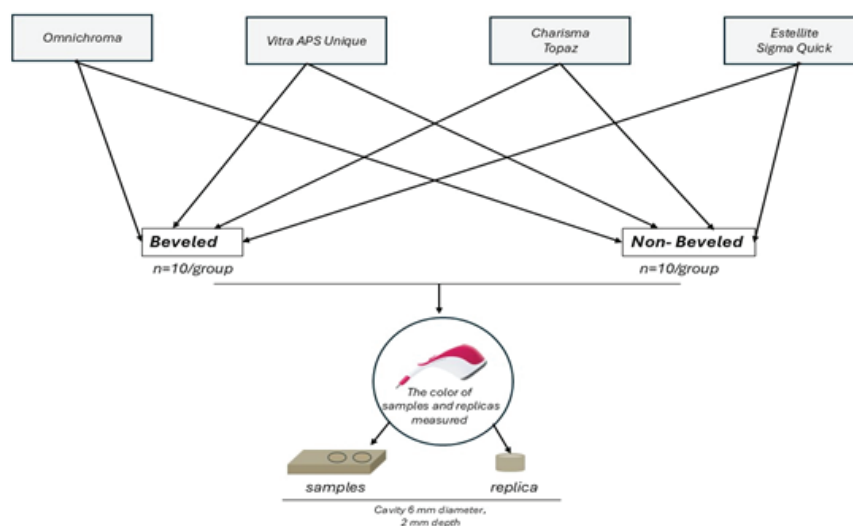 Omnichroma
Vitra APS Unique
Charisma
Topaz
Estellite
Sigma Quick
Beveled
Non- Beveled
n=10/group
n=10/group
The color of
samples and replicas
measured
samples
replica
Cavity 6 mm diameter,
2 mm depth